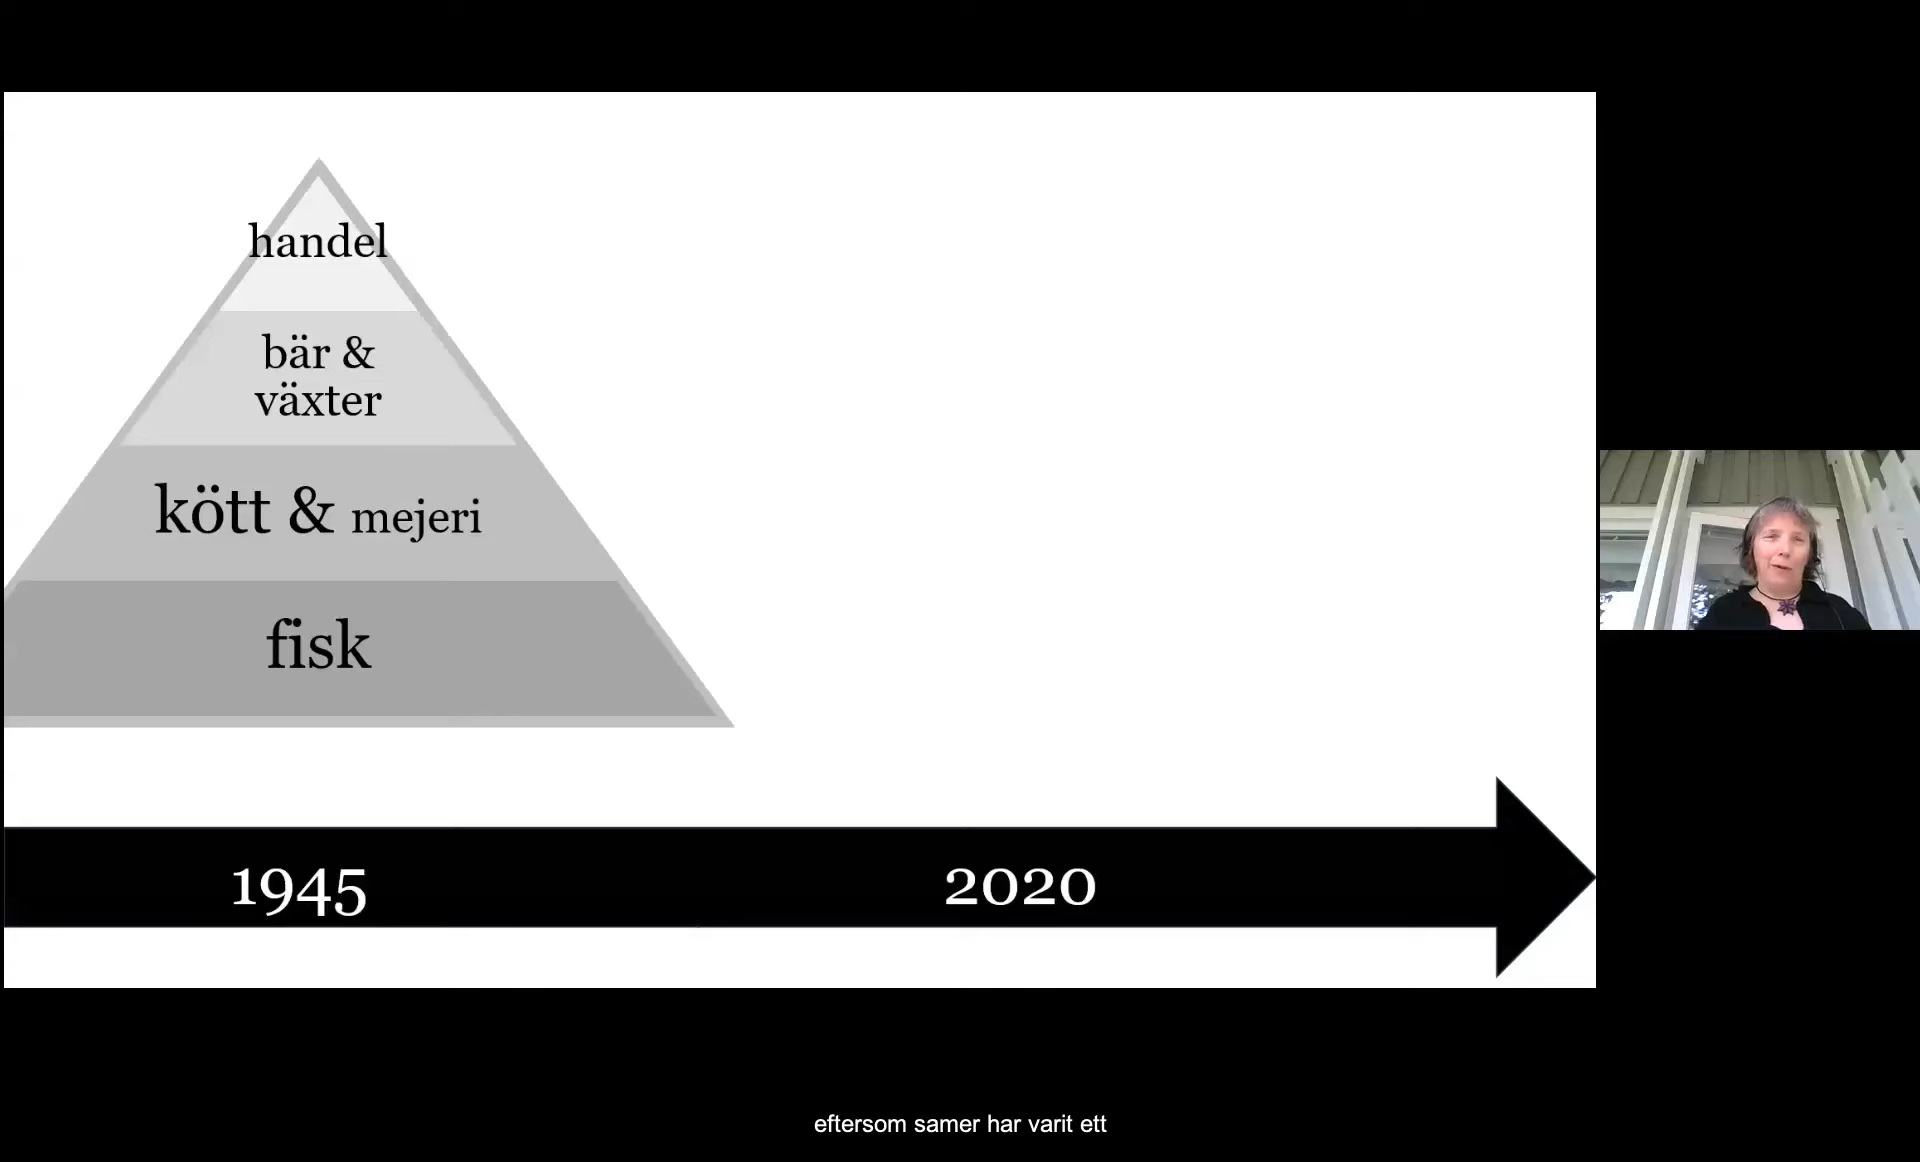 handel
bär &
växter
kött & mejeri
fisk
1945
2020
eftersom samer har varit ett